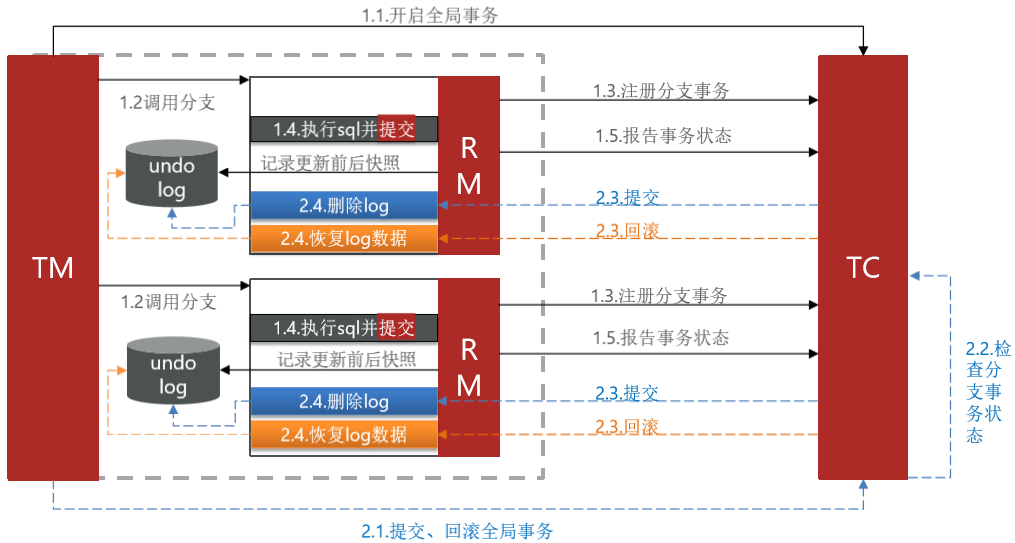 1.1.开启全局事务
TM
1.2调用分支
undo
log
1.4.执行sql并提交
记录更新前后快照
2.4.删除log
2.4.恢复log数据
R
M
1.3.注册分支事务
1.5.报告事务状态
2.3.提交
2.3.回滚
TC
1.2调用分支
undo
log
1.4.执行sql并提交
记录更新前后快照
2.4.删除log
2.4.恢复log数据
R
M
1.3.注册分支事务
1.5.报告事务状态
2.3.提交
2.3.回滚
2.2.检
查分
支事
务状
态
2.1.提交、回滚全局事务